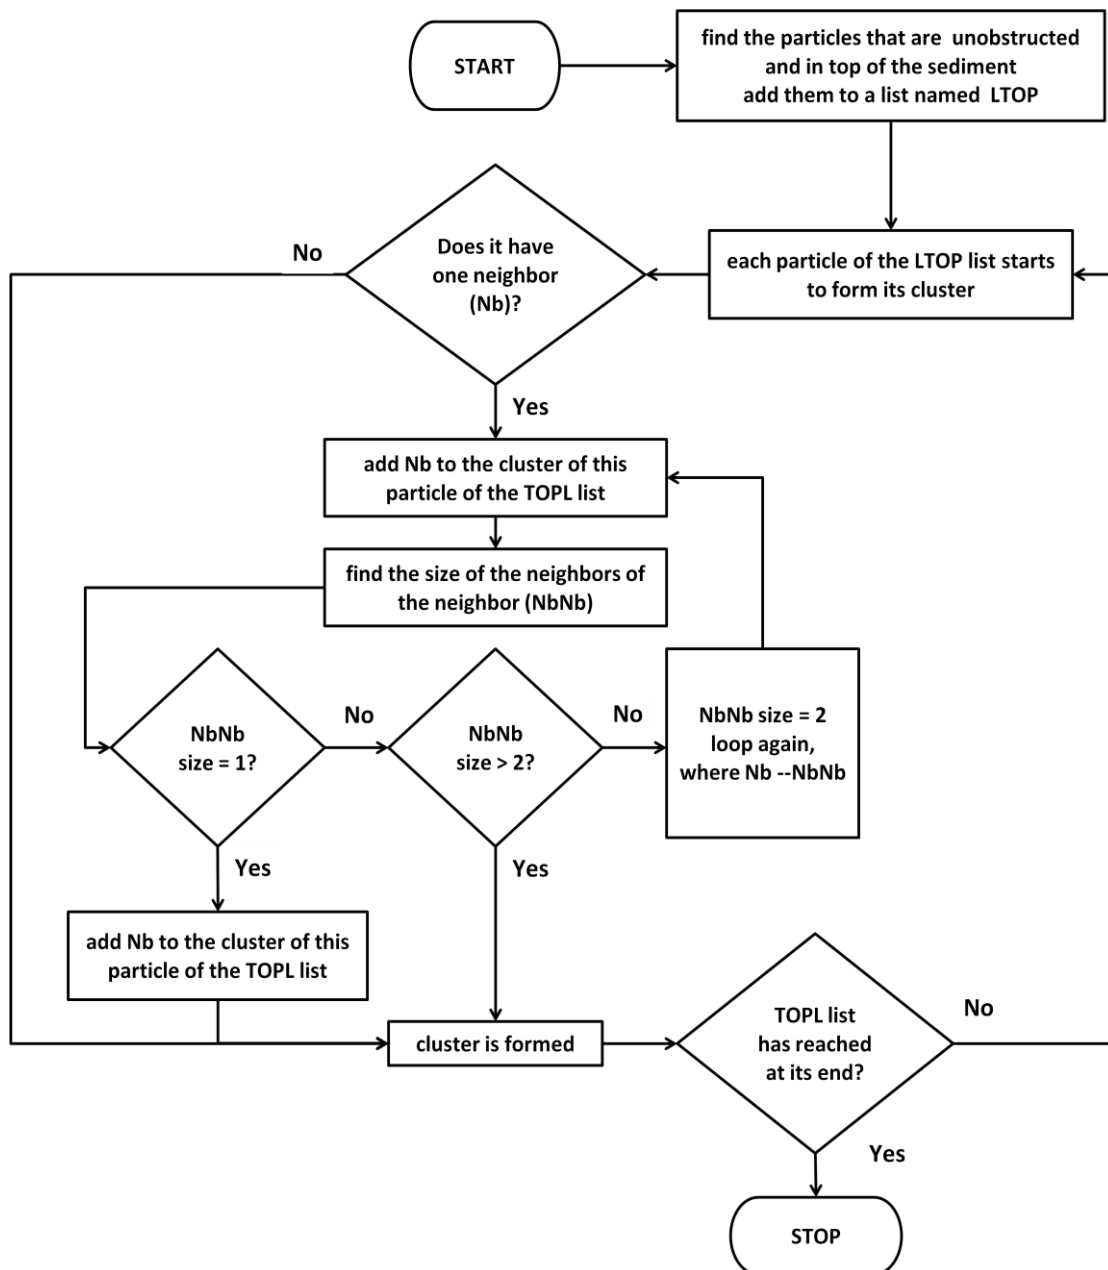 START
find the particles that are unobstructed
and in top of the sediment
add them to a list named LTOP
each particle of the LTOP list starts
to form its cluster
Does it have
one neighbor
(Nb)?
No
Yes
add Nb to the cluster of this
particle of the TOPL list
find the size of the neighbors of
the neighbor (NbNb)
NbNb
size = 1?
No
NbNb
size > 2?
No
NbNb size = 2
loop again,
where Nb --NbNb
Yes
Yes
add Nb to the cluster of this
particle of the TOPL list
cluster is formed
TOPL list
has reached
at its end?
No
Yes
STOP